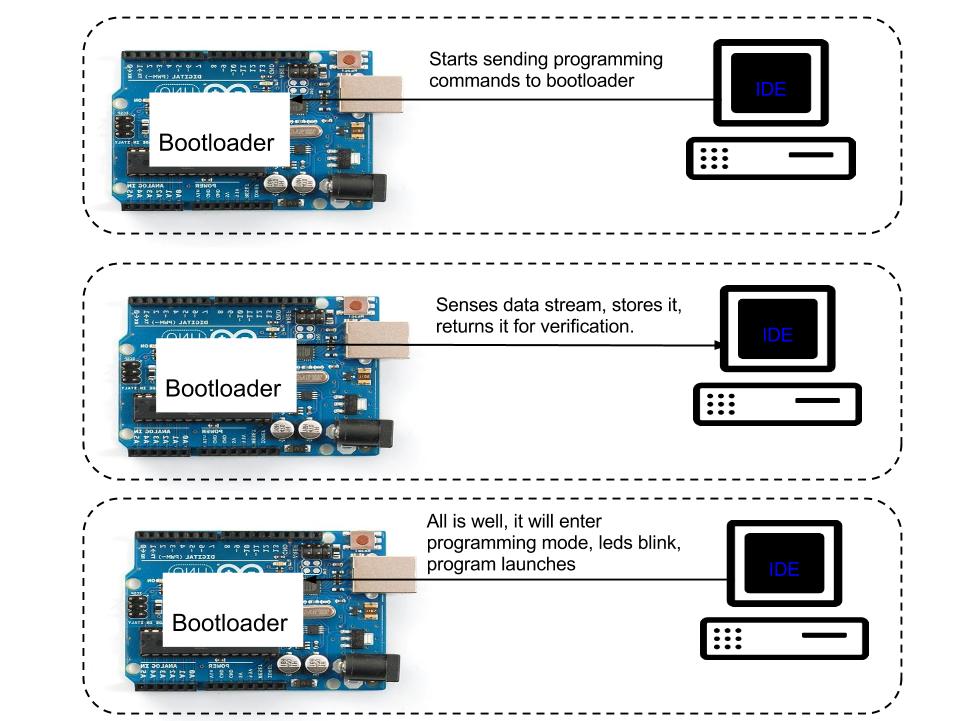 Starts sending programming
commands to bootloader
IDE
Bootloader
Senses data stream, stores it,
returns it for verification.
IDE
Bootloader
All is well, it will enter
programming mode, leds blink,
program launches
IDE
Bootloader